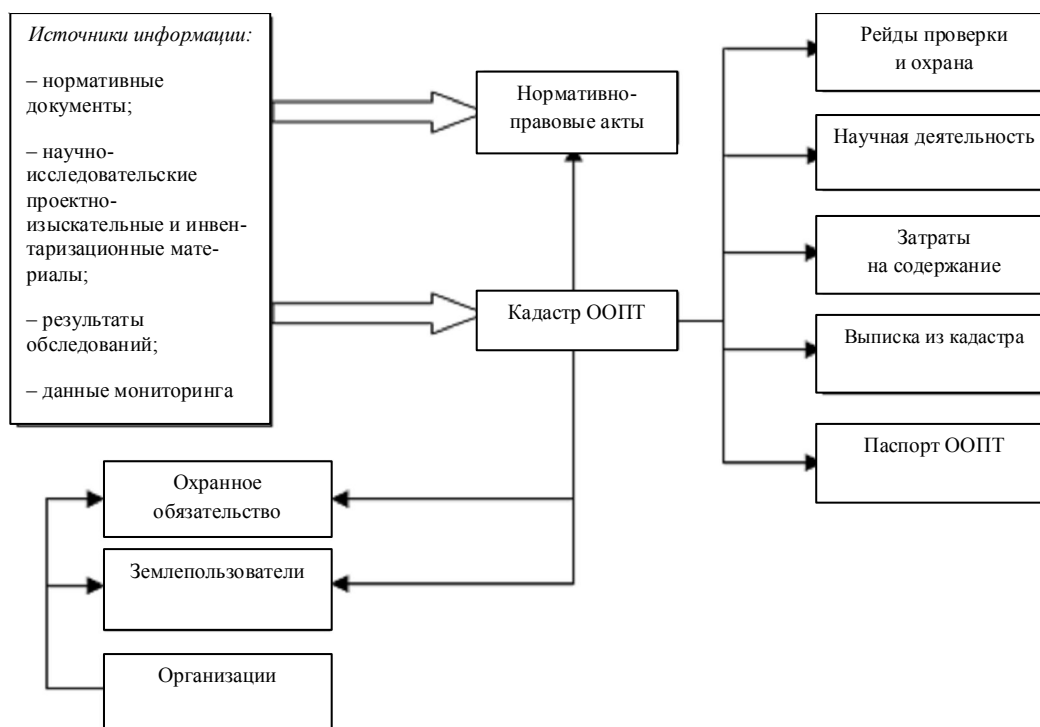 Источники информации:
– нормативные
документы;
– научно-
исследовательские
проектно-
изыскательные и инвен-
таризационные мате-
риалы;
– результаты
обследований;
– данные мониторинга
Нормативно-
правовые акты
Кадастр ООПТ
Рейды проверки
и охрана
Научная деятельность
Затраты
на содержание
Выписка из кадастра
Паспорт ООПТ
Охранное
обязательство
Землепользователи
Организации